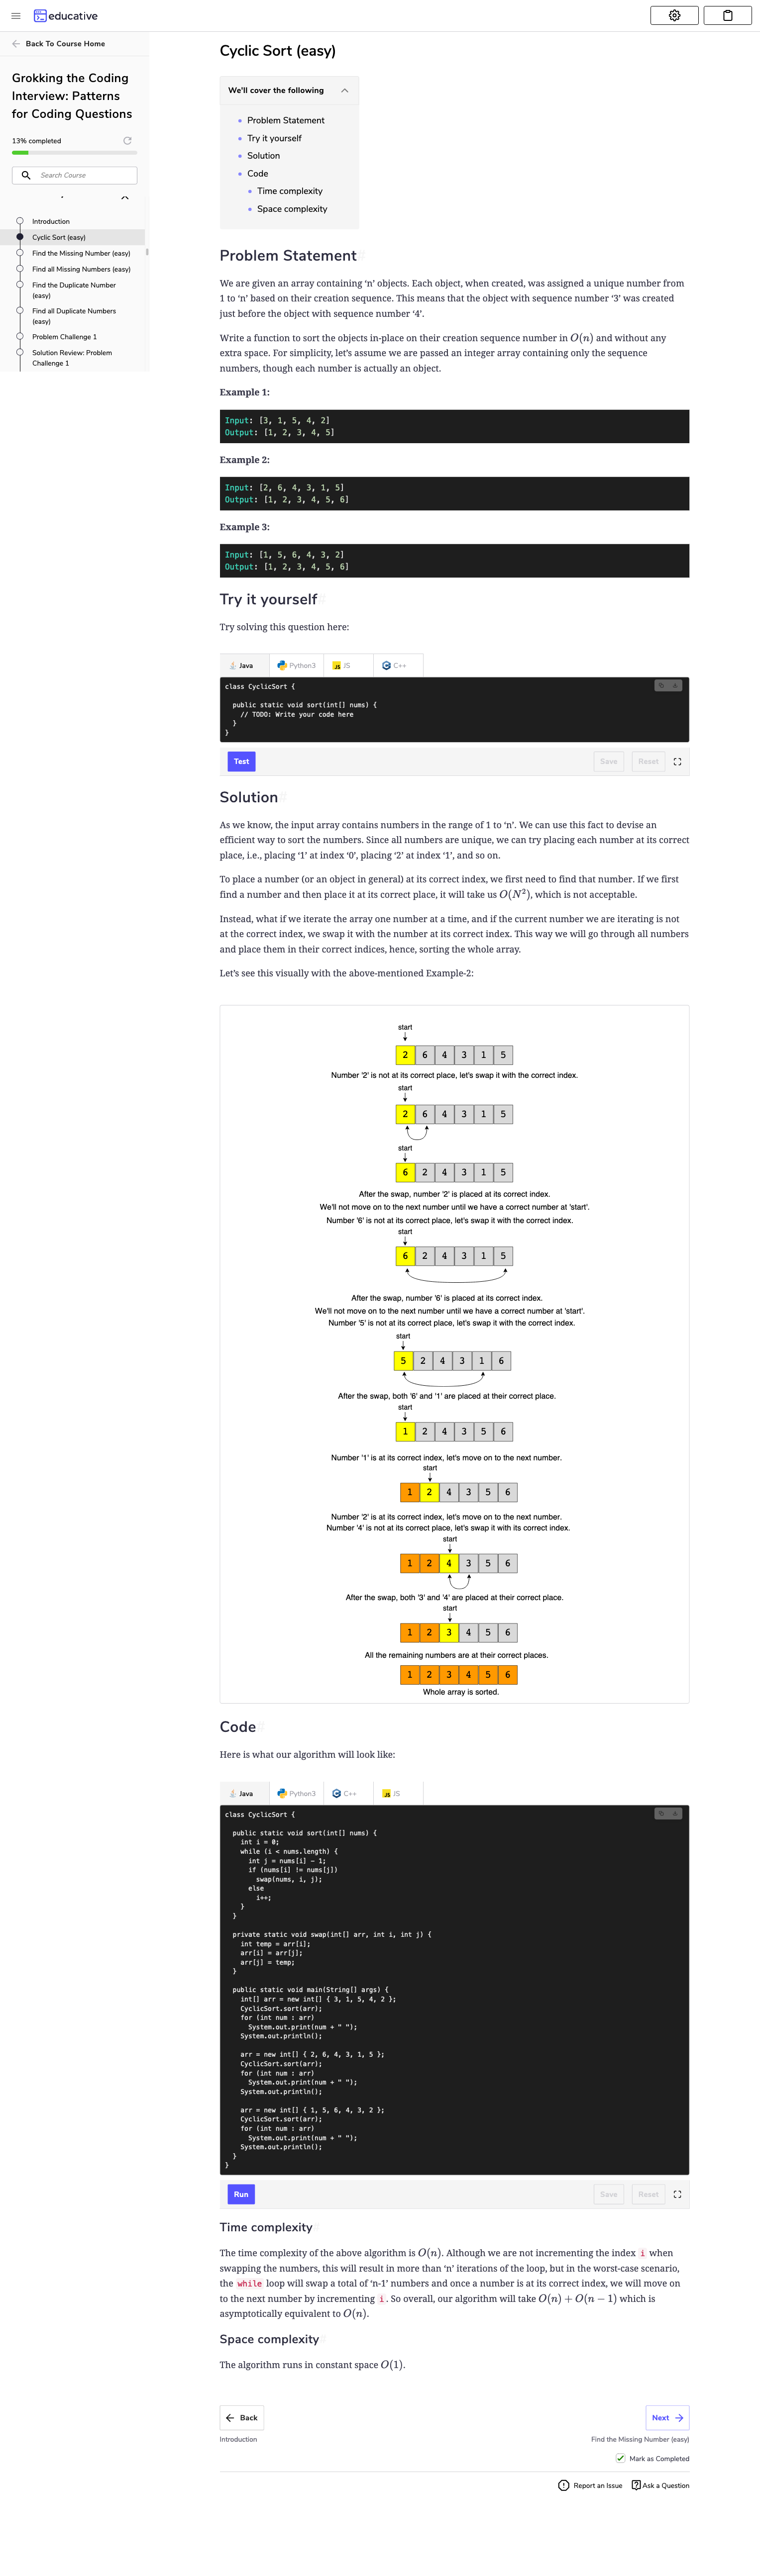 educative
Back To Course Home
Grokking the Coding
Interview: Patterns
for Coding Questions
13% completed
Search Course
Introduction
Cyclic Sort (easy)
Find the Missing Number (easy)
Find all Missing Numbers (easy)
Find the Duplicate Number
(easy)
Find all Duplicate Numbers
(easy)
Problem Challenge 1
Solution Review: Problem
Challenge 1
Cyclic Sort (easy)
We'll cover the following
Problem Statement
Try it yourself
Solution
Code
Time complexity
Space complexity
Problem Statement
We are given an array containing ‘n’ objects. Each object, when created, was assigned a unique number from
1 to ‘n’ based on their creation sequence. This means that the object with sequence number ‘3’ was created
just before the object with sequence number ‘4’.
Write a function to sort the objects in-place on their creation sequence number in O(n) and without any
extra space. For simplicity, let’s assume we are passed an integer array containing only the sequence
numbers, though each number is actually an object.
Example 1:
Input: [3, 1, 5, 4, 2]
Output: [1, 2, 3, 4, 5]
Example 2:
Input: [2, 6, 4, 3, 1, 5]
Output: [1, 2, 3, 4, 5, 6]
Example 3:
Input: [1, 5, 6, 4, 3, 2]
Output: [1, 2, 3, 4, 5, 6]
Try it yourself
Try solving this question here:
Java Python3 JS C++
class CyclicSort {
public static void sort(int[] nums) {
// TODO: Write your code here
}
}
Test Save Reset
Solution
As we know, the input array contains numbers in the range of 1 to ‘n’. We can use this fact to devise an
efficient way to sort the numbers. Since all numbers are unique, we can try placing each number at its correct
place, i.e., placing ‘1’ at index ‘0’, placing ‘2’ at index ‘1’, and so on.
To place a number (or an object in general) at its correct index, we first need to find that number. If we first
find a number and then place it at its correct place, it will take us O(N²), which is not acceptable.
Instead, what if we iterate the array one number at a time, and if the current number we are iterating is not
at the correct index, we swap it with the number at its correct index. This way we will go through all numbers
and place them in their correct indices, hence, sorting the whole array.
Let’s see this visually with the above-mentioned Example-2:
start
2 6 4 3 1 5
Number '2' is not at its correct place, let's swap it with the correct index.
start
2 6 4 3 1 5
start
6 2 4 3 1 5
After the swap, number '2' is placed at its correct index.
We'll not move on to the next number until we have a correct number at 'start'.
Number '6' is not at its correct place, let's swap it with the correct index.
start
6 2 4 3 1 5
After the swap, number '6' is placed at its correct index.
We'll not move on to the next number until we have a correct number at 'start'.
Number '5' is not at its correct place, let's swap it with the correct index.
start
5 2 4 3 1 6
After the swap, both '6' and '1' are placed at their correct place.
start
1 2 4 3 5 6
Number '1' is at its correct index, let's move on to the next number.
start
1 2 4 3 5 6
Number '2' is at its correct index, let's move on to the next number.
Number '4' is not at its correct place, let's swap it with its correct index.
start
1 2 4 3 5 6
After the swap, both '3' and '4' are placed at their correct place.
start
1 2 3 4 5 6
All the remaining numbers are at their correct places.
1 2 3 4 5 6
Whole array is sorted.
Code
Here is what our algorithm will look like:
Java Python3 C++ JS
class CyclicSort {
public static void sort(int[] nums) {
int i = 0;
while (i < nums.length) {
int j = nums[i] - 1;
if (nums[i] != nums[j])
swap(nums, i, j);
else
i++;
}
}
private static void swap(int[] arr, int i, int j) {
int temp = arr[i];
arr[i] = arr[j];
arr[j] = temp;
}
public static void main(String[] args) {
int[] arr = new int[] { 3, 1, 5, 4, 2 };
CyclicSort.sort(arr);
for (int num : arr)
System.out.print(num + " ");
System.out.println();
arr = new int[] { 2, 6, 4, 3, 1, 5 };
CyclicSort.sort(arr);
for (int num : arr)
System.out.print(num + " ");
System.out.println();
arr = new int[] { 1, 5, 6, 4, 3, 2 };
CyclicSort.sort(arr);
for (int num : arr)
System.out.print(num + " ");
System.out.println();
}
}
Run Save Reset
Time complexity
The time complexity of the above algorithm is O(n). Although we are not incrementing the index i when
swapping the numbers, this will result in more than ‘n’ iterations of the loop, but in the worst-case scenario,
the while loop will swap a total of ‘n-1’ numbers and once a number is at its correct index, we will move on
to the next number by incrementing i. So overall, our algorithm will take O(n) + O(n − 1) which is
asymptotically equivalent to O(n).
Space complexity
The algorithm runs in constant space O(1).
Back Next
Introduction Find the Missing Number (easy)
Mark as Completed
Report an Issue Ask a Question